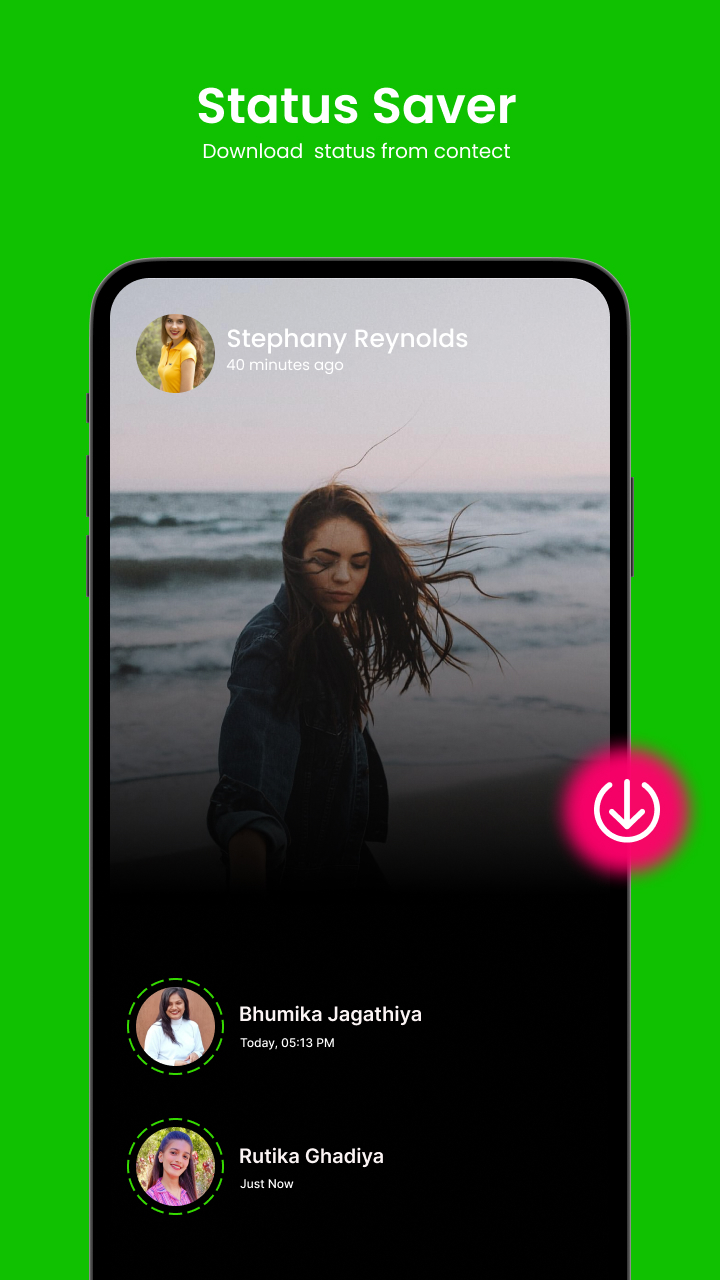 Status Saver
Download  status from contect
Stephany Reynolds
40 minutes ago
Bhumika Jagathiya
Today, 05:13 PM
Rutika Ghadiya
Just Now